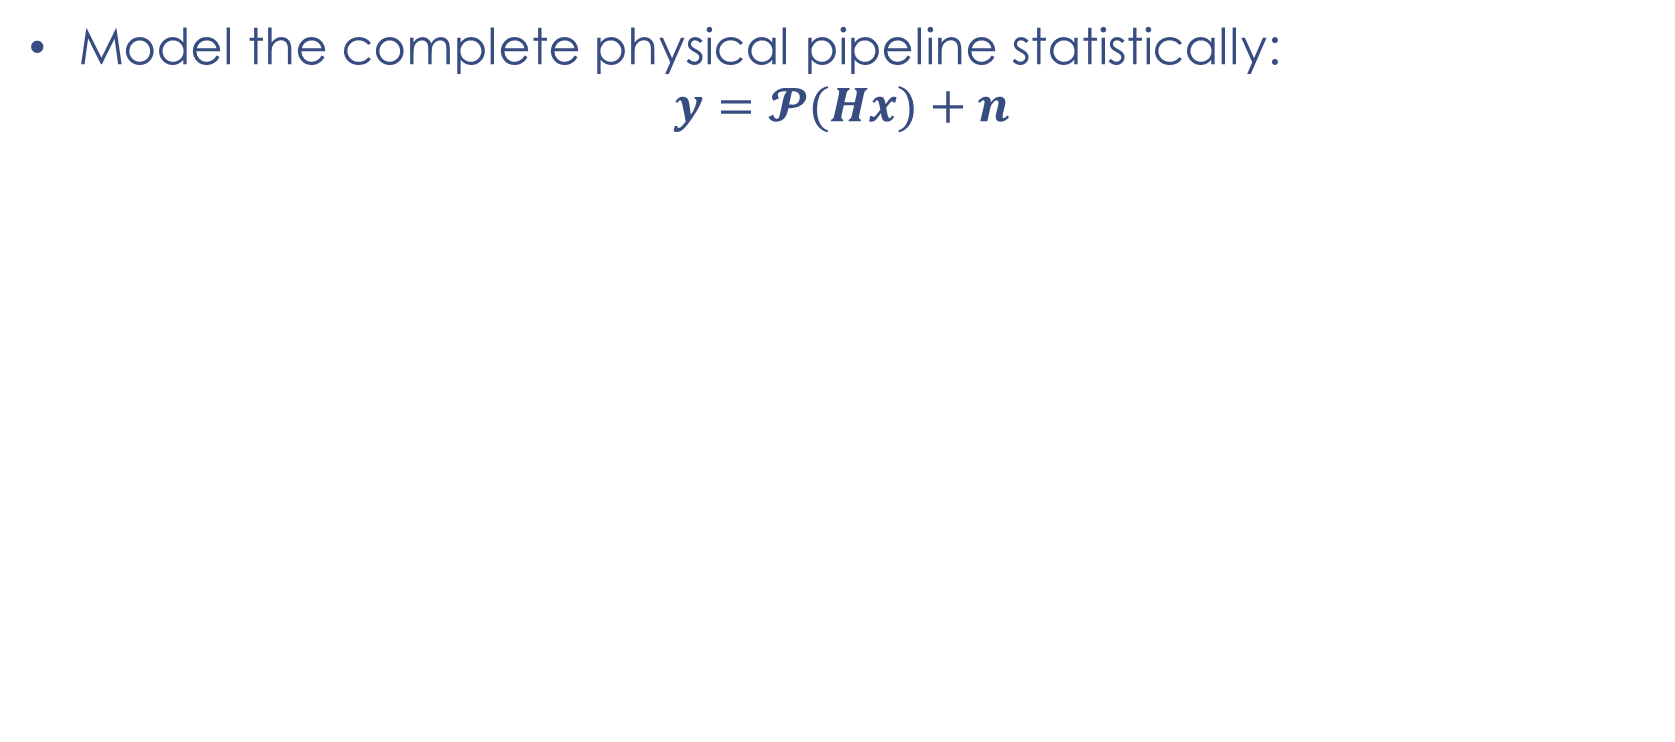 • Model the complete physical pipeline statistically:
𝒚 = 𝓟(𝑯𝒙) + 𝒏